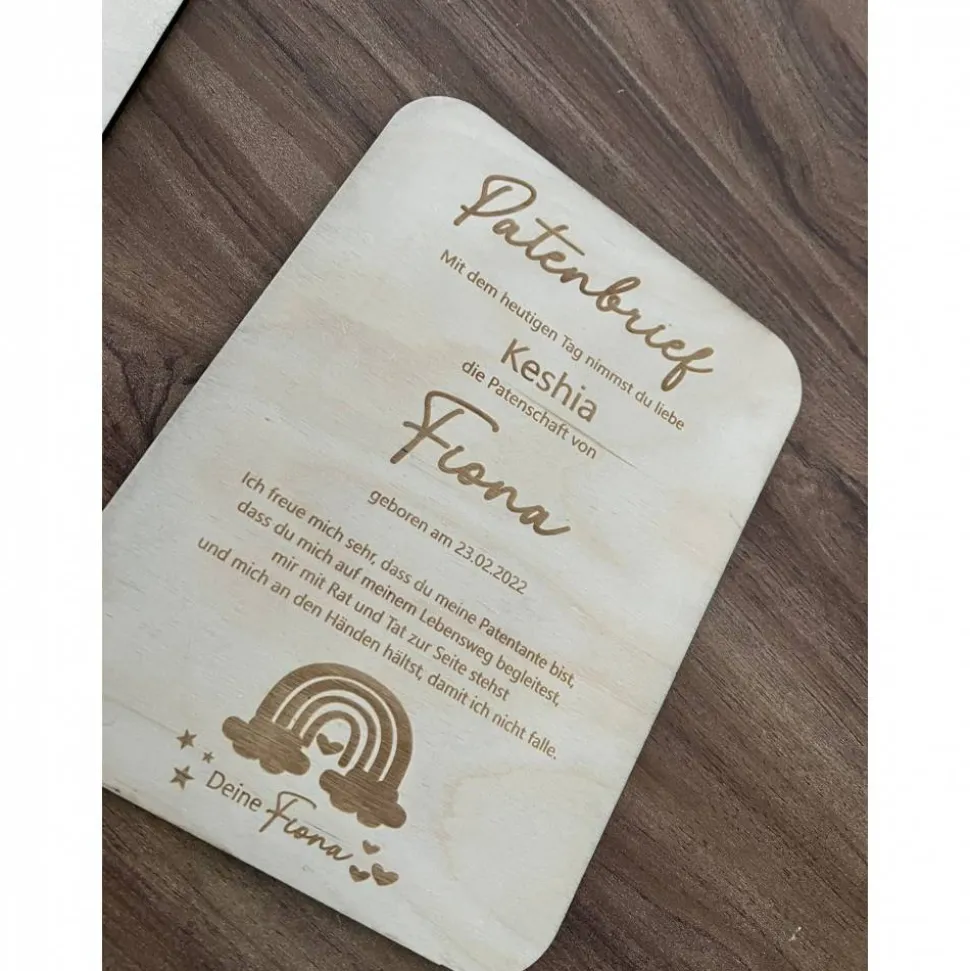 Patenbrief
Mit dem heutigen Tag nimmst du liebe
Keshia
die Patenschaft von
Fiona
geboren am 23.02.2022
Ich freue mich sehr, dass du meine Patentante bist,
dass du mich auf meinem Lebensweg begleitest,
mir mit Rat und Tat zur Seite stehst
und mich an den Händen hältst, damit ich nicht falle.
Deine Fiona